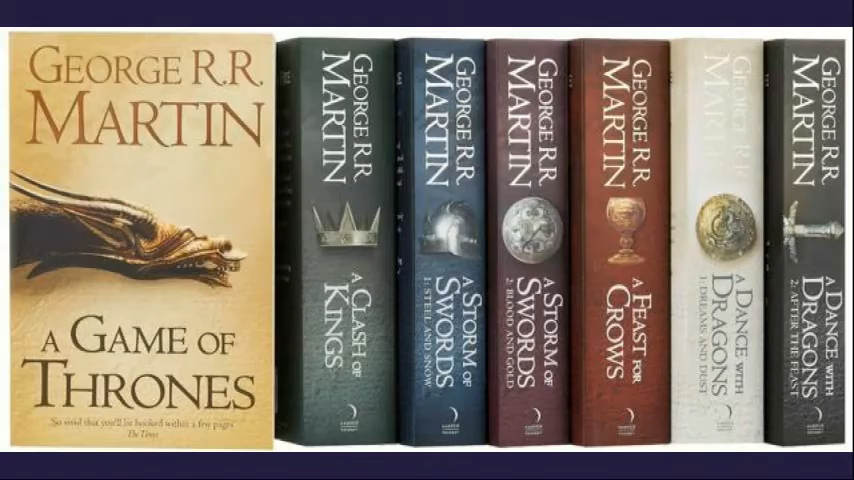 GEORGE R.R.
MARTIN
A GAME OF
THRONES
'So vivid that you'll be hooked within a few pages'
The Times
GEORGE R.R.
MARTIN
A CLASH OF
KINGS
GEORGE R.R.
MARTIN
A STORM OF
SWORDS
1: STEEL AND SNOW
GEORGE R.R.
MARTIN
A STORM OF
SWORDS
2: BLOOD AND GOLD
GEORGE R.R.
MARTIN
A FEAST FOR
CROWS
GEORGE R.R.
MARTIN
A DANCE WITH
DRAGONS
1: DREAMS AND DUST
GEORGE R.R.
MARTIN
A DANCE WITH
DRAGONS
2: AFTER THE FEAST